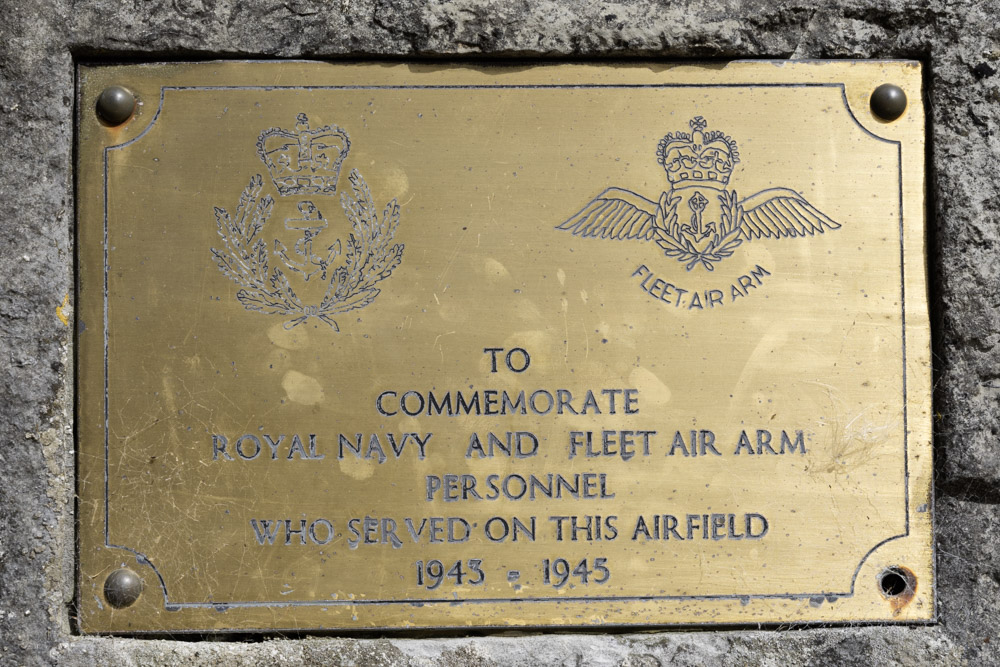 FLEET AIR ARM
TO
COMMEMORATE
ROYAL NAVY AND FLEET AIR ARM
PERSONNEL
WHO SERVED ON THIS AIRFIELD
1943 - 1945